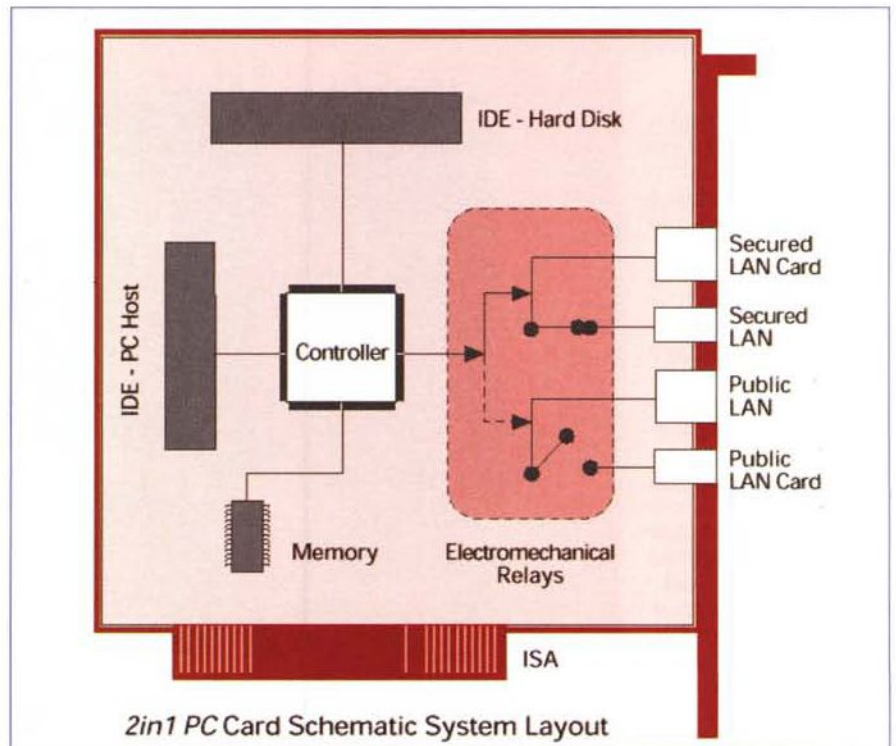 IDE - Hard Disk
IDE - PC Host
Controller
Secured
LAN Card
Secured
LAN
Public
LAN
Public
LAN Card
Memory
Electromechanical
Relays
ISA
2in1 PC Card Schematic System Layout